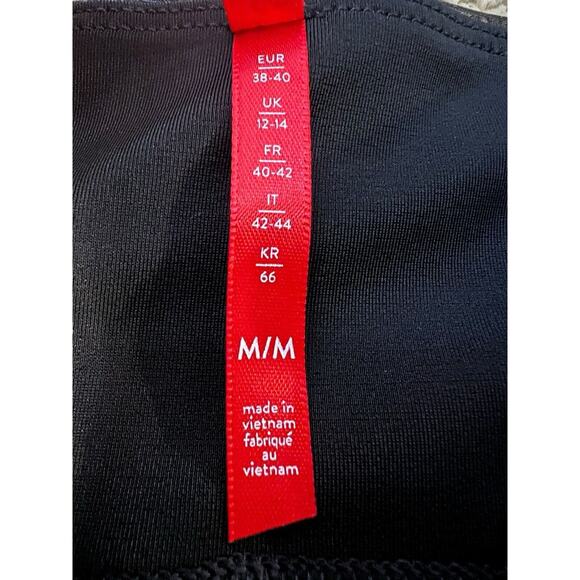 EUR
38-40
UK
12-14
FR
40-42
IT
42-44
KR
66
M/M
made in
vietnam
fabriqué
au
vietnam